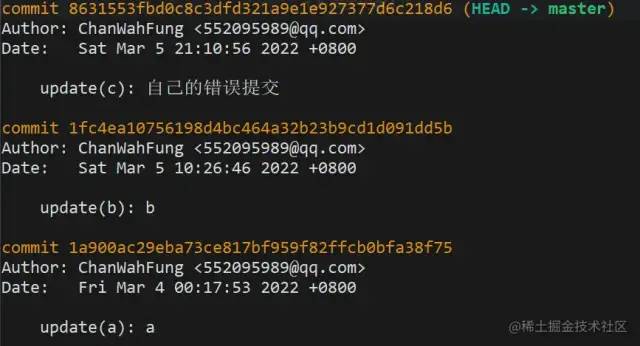 commit 8631553fbd0c8c3dfd321a9e1e927377d6c218d6 (HEAD -> master)
Author: ChanWahFung <552095989@qq.com>
Date:   Sat Mar 5 21:10:56 2022 +0800
    update(c): 自己的错误提交
commit 1fc4ea10756198d4bc464a32b23b9cd1d091dd5b
Author: ChanWahFung <552095989@qq.com>
Date:   Sat Mar 5 10:26:46 2022 +0800
    update(b): b
commit 1a900ac29eba73ce817bf959f82ffcb0bfa38f75
Author: ChanWahFung <552095989@qq.com>
Date:   Fri Mar 4 00:17:53 2022 +0800
    update(a): a
@稀土掘金技术社区